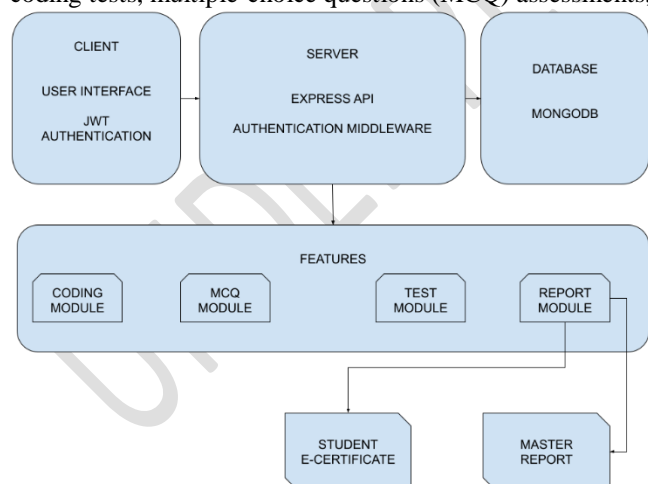 coding tests, multiple-choice questions (MCQ) assessments,
CLIENT
USER INTERFACE
JWT
AUTHENTICATION
SERVER
EXPRESS API
AUTHENTICATION MIDDLEWARE
DATABASE
MONGODB
FEATURES
CODING
MODULE
MCQ
MODULE
TEST
MODULE
REPORT
MODULE
STUDENT
E-CERTIFICATE
MASTER
REPORT